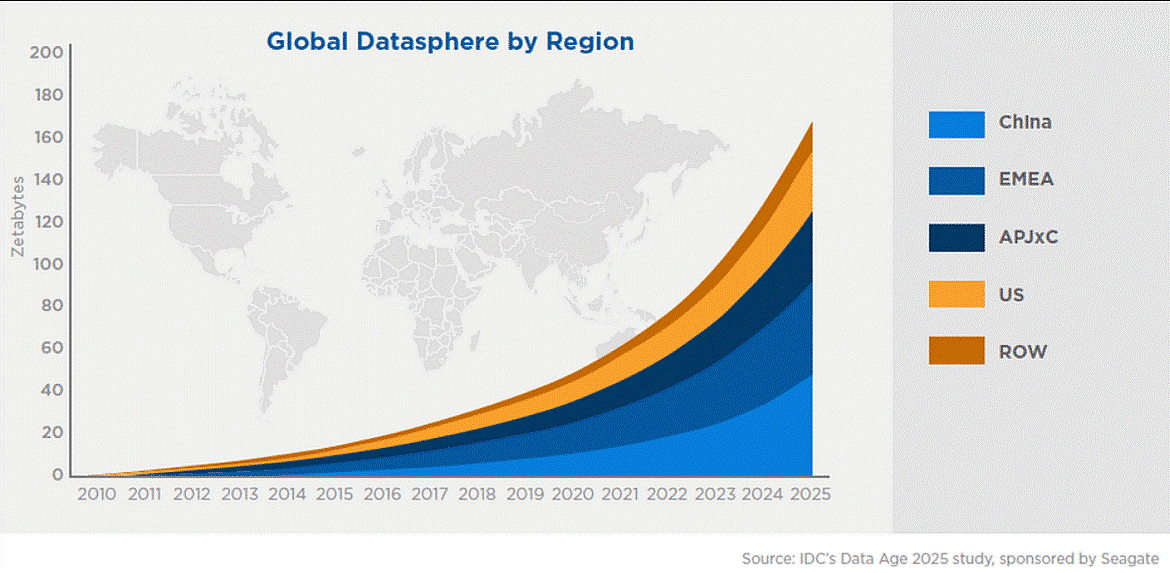 Global Datasphere by Region
200
180
160
140
120
100
80
60
40
20
0
Zetabytes
2010 2011 2012 2013 2014 2015 2016 2017 2018 2019 2020 2021 2022 2023 2024 2025
China
EMEA
APJxC
US
ROW
Source: IDC's Data Age 2025 study, sponsored by Seagate